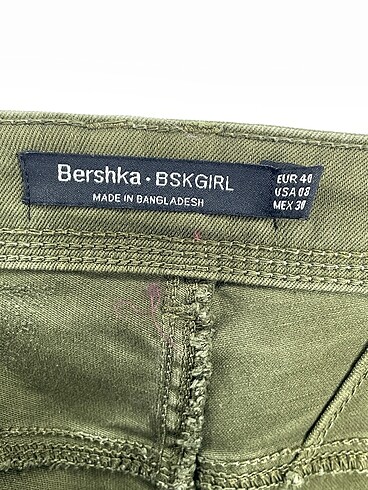 Bershka · BSKGIRL
MADE IN BANGLADESH
EUR 40
USA 08
MEX 30